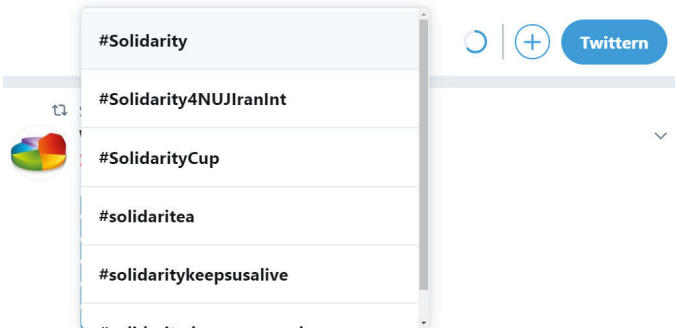 #Solidarity
Twittern
#Solidarity4NUJIranInt
#SolidarityCup
#solidaritea
#solidaritykeepsusalive